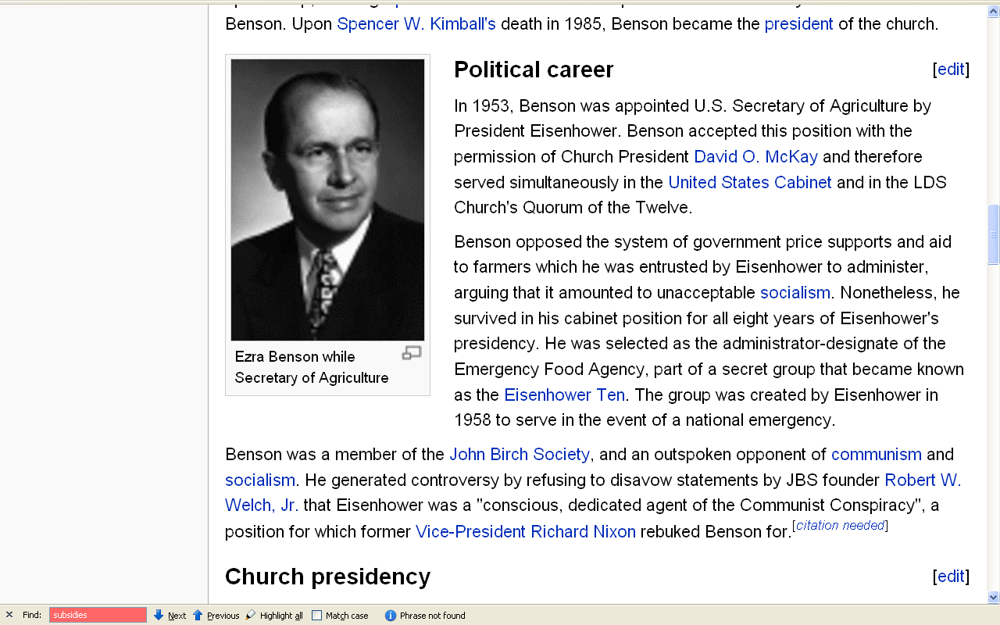 Benson. Upon Spencer W. Kimball's death in 1985, Benson became the president of the church.
Political career
[edit]
In 1953, Benson was appointed U.S. Secretary of Agriculture by
President Eisenhower. Benson accepted this position with the
permission of Church President David O. McKay and therefore
served simultaneously in the United States Cabinet and in the LDS
Church's Quorum of the Twelve.
Benson opposed the system of government price supports and aid
to farmers which he was entrusted by Eisenhower to administer,
arguing that it amounted to unacceptable socialism. Nonetheless, he
survived in his cabinet position for all eight years of Eisenhower's
presidency. He was selected as the administrator-designate of the
Emergency Food Agency, part of a secret group that became known
as the Eisenhower Ten. The group was created by Eisenhower in
1958 to serve in the event of a national emergency.
Ezra Benson while
Secretary of Agriculture
Benson was a member of the John Birch Society, and an outspoken opponent of communism and
socialism. He generated controversy by refusing to disavow statements by JBS founder Robert W.
Welch, Jr. that Eisenhower was a "conscious, dedicated agent of the Communist Conspiracy", a
position for which former Vice-President Richard Nixon rebuked Benson for.[citation needed]
Church presidency
[edit]
Find: subsidies Next Previous Highlight all Match case Phrase not found